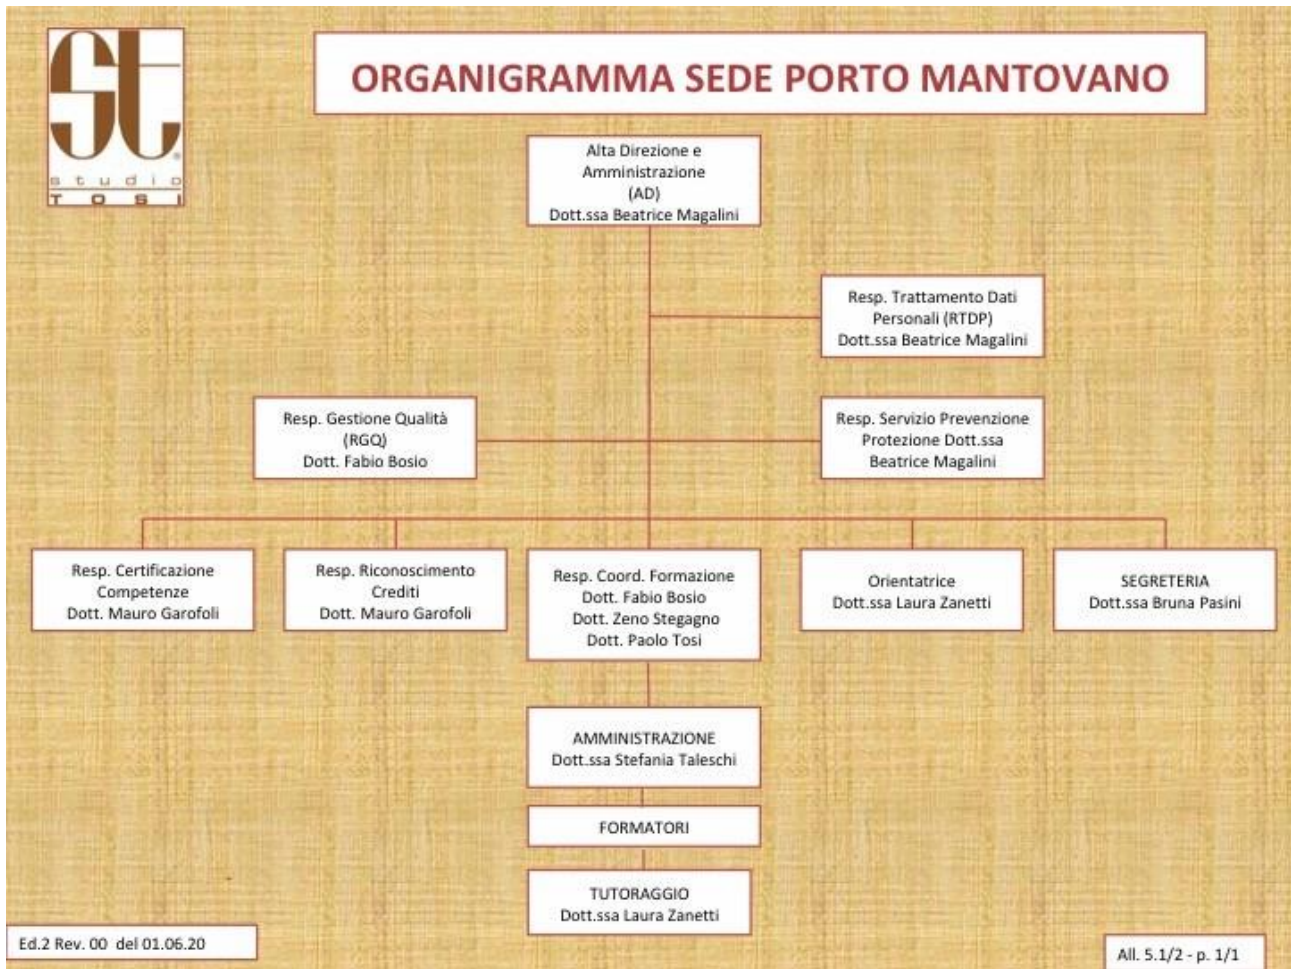 st
studio
TOSI
ORGANIGRAMMA SEDE PORTO MANTOVANO
Alta Direzione e
Amministrazione
(AD)
Dott.ssa Beatrice Magalini
Resp. Trattamento Dati
Personali (RTDP)
Dott.ssa Beatrice Magalini
Resp. Gestione Qualità
(RGQ)
Dott. Fabio Bosio
Resp. Servizio Prevenzione
Protezione Dott.ssa
Beatrice Magalini
Resp. Certificazione
Competenze
Dott. Mauro Garofoli
Resp. Riconoscimento
Crediti
Dott. Mauro Garofoli
Resp. Coord. Formazione
Dott. Fabio Bosio
Dott. Zeno Stegagno
Dott. Paolo Tosi
Orientatrice
Dott.ssa Laura Zanetti
SEGRETERIA
Dott.ssa Bruna Pasini
AMMINISTRAZIONE
Dott.ssa Stefania Taleschi
FORMATORI
TUTORAGGIO
Dott.ssa Laura Zanetti
Ed.2 Rev. 00 del 01.06.20
All. 5.1/2 - p. 1/1